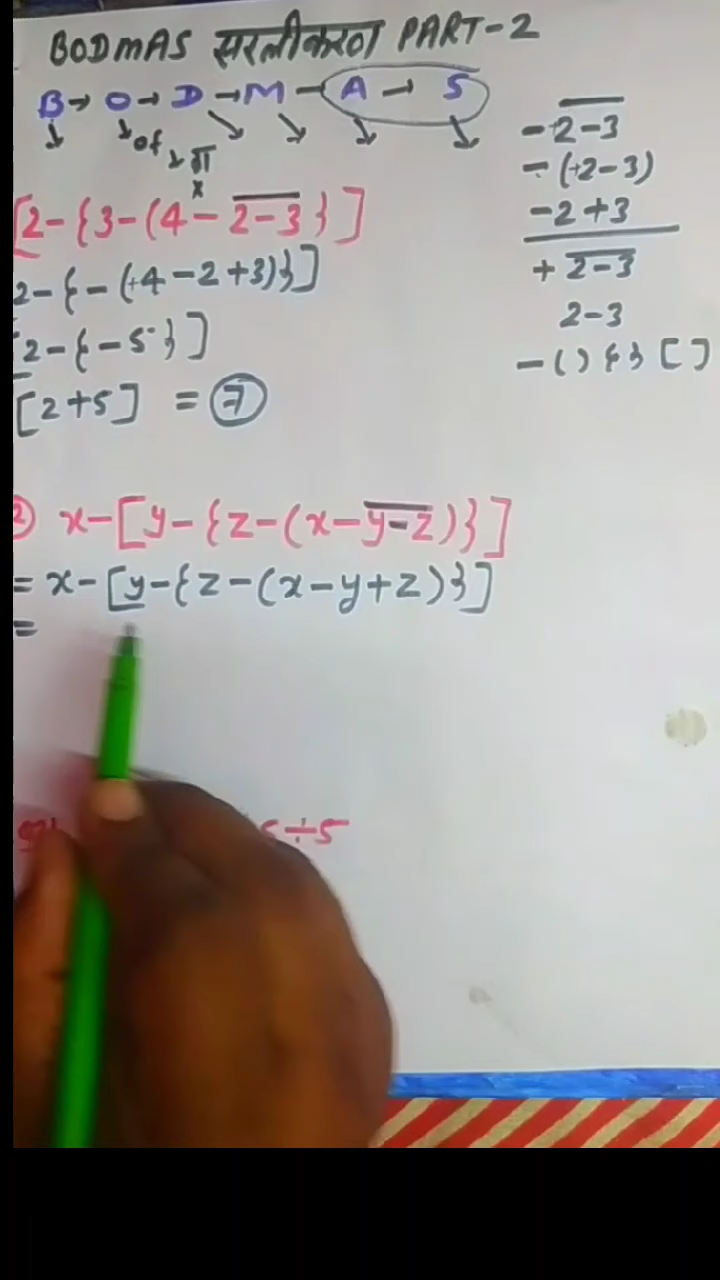 BODMAS सरलीकरण PART-2
B→O→D→M→A→S
of गु x
[2-{3-(4-2̅-̅3̅}]
2-{-(+4-2+3)}]
2-{-5}]
[2+5] = 7
-2̅-̅3̅
-(+2-3)
-2+3
+2̅-̅3̅
2-3
-(){}[]
2) x-[y-{z-(x-y̅-̅z̅)}]
= x-[y-{z-(x-y+z)}]
=
÷5